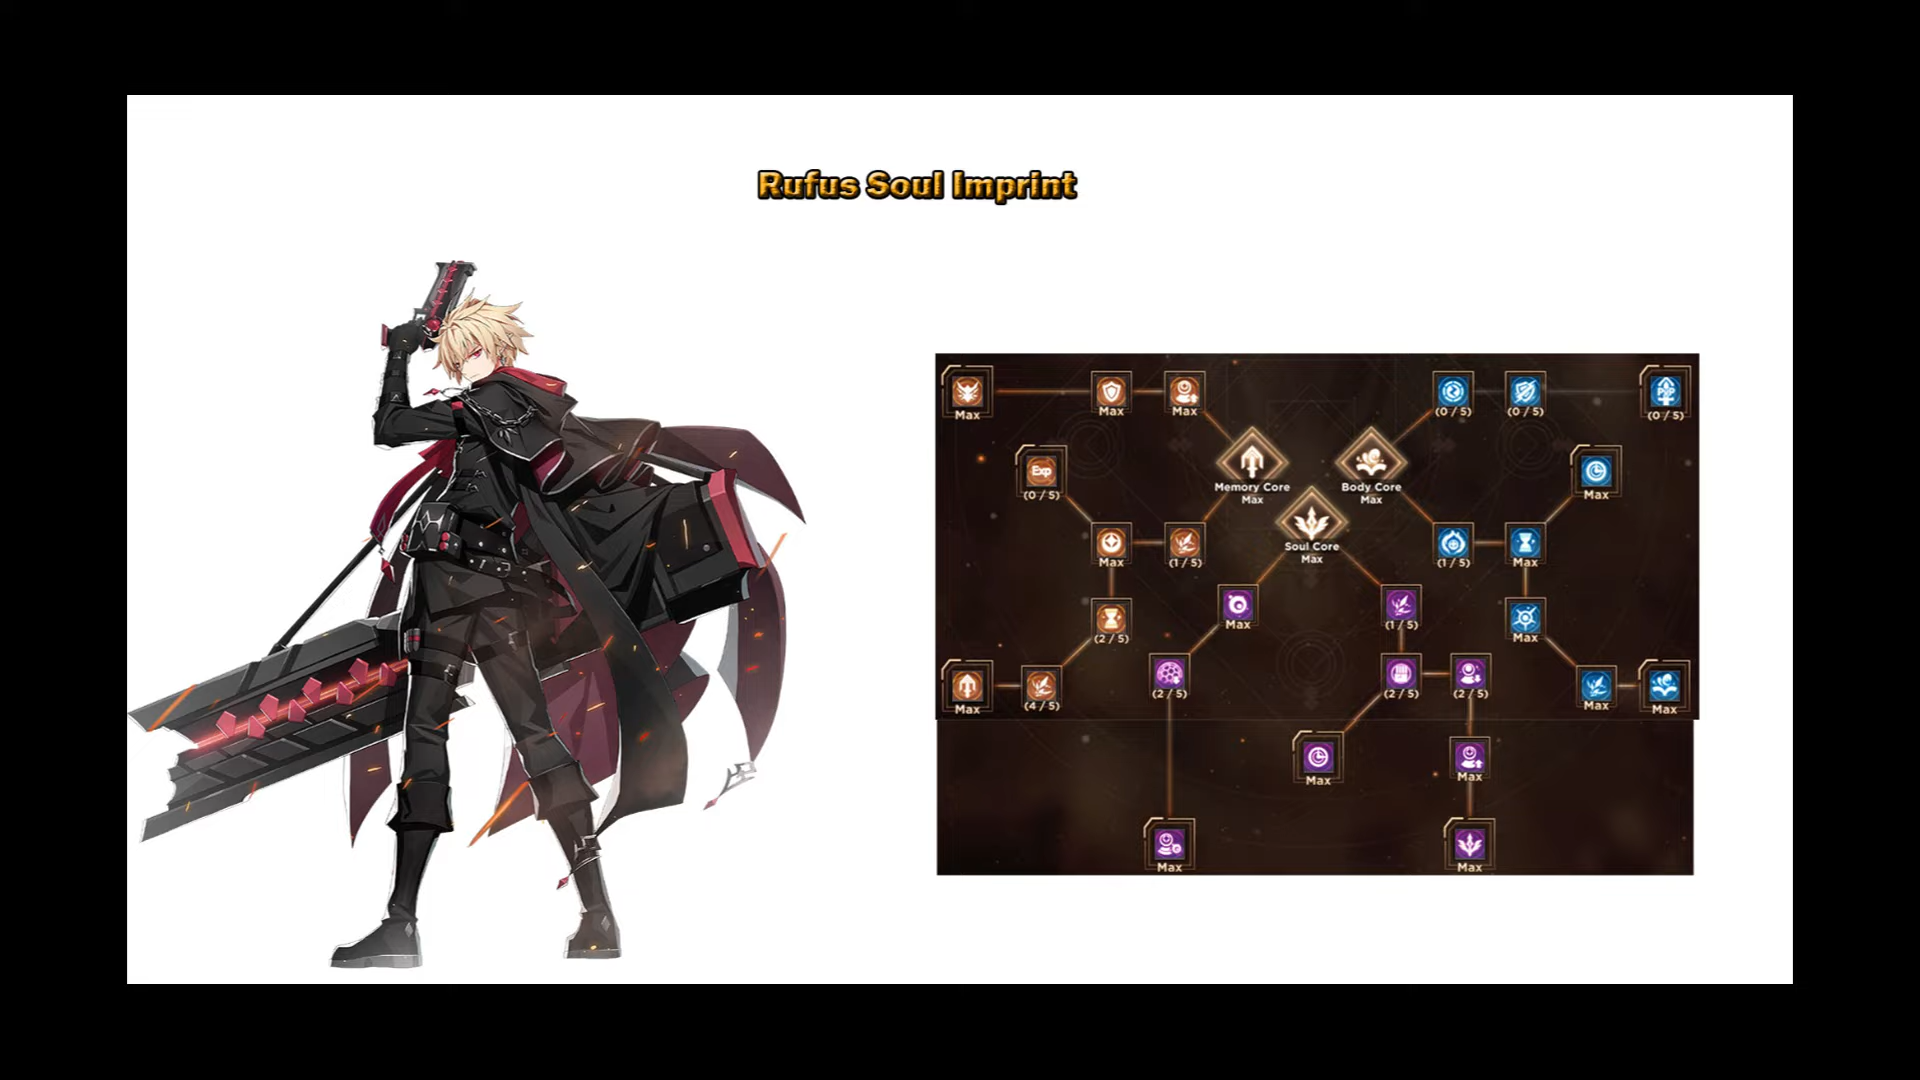 Rufus Soul Imprint
Max
Max
Max
(0 / 5)
(0 / 5)
(0 / 5)
Exp
(0 / 5)
Memory Core
Max
Body Core
Max
Max
Soul Core
Max
Max
(1 / 5)
(1 / 5)
Max
Max
(1 / 5)
(2 / 5)
Max
Max
(4 / 5)
(2 / 5)
(2 / 5)
(2 / 5)
Max
Max
Max
Max
Max
Max